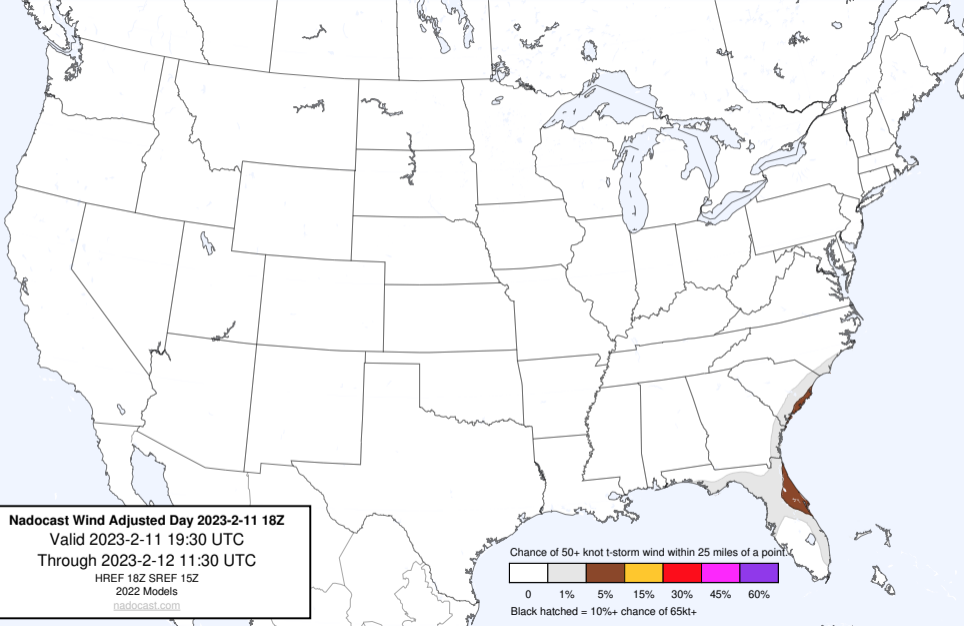 Nadocast Wind Adjusted Day 2023-2-11 18Z
Valid 2023-2-11 19:30 UTC
Through 2023-2-12 11:30 UTC
HREF 18Z SREF 15Z
2022 Models
nadocast.com
Chance of 50+ knot t-storm wind within 25 miles of a point.
0 1% 5% 15% 30% 45% 60%
Black hatched = 10%+ chance of 65kt+